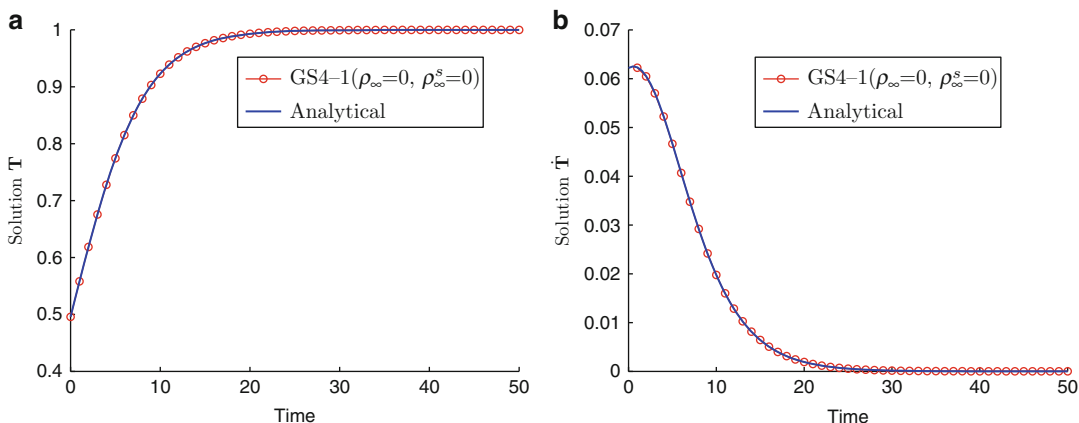 a
1
0.9
0.8
0.7
0.6
0.5
0.4
Solution T
GS4–1(ρ∞=0, ρ∞^s=0)
Analytical
0 10 20 30 40 50
Time
b
0.07
0.06
0.05
0.04
0.03
0.02
0.01
0
Solution Ṫ
GS4–1(ρ∞=0, ρ∞^s=0)
Analytical
0 10 20 30 40 50
Time